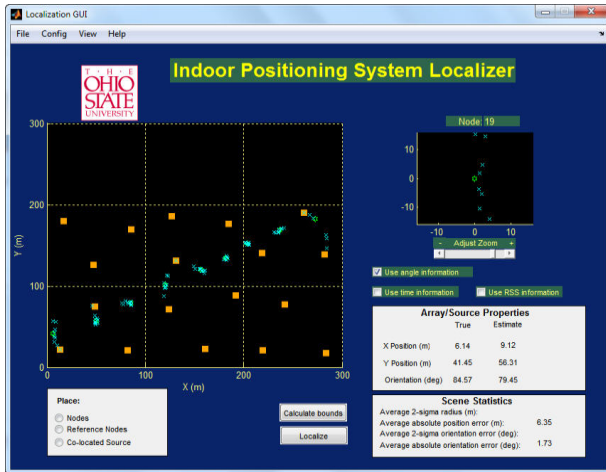 Localization GUI
File Config View Help
Indoor Positioning System Localizer
T · H · E
OHIO
STATE
UNIVERSITY
Node: 19
300
200
100
0
0 100 200 300
Y (m)
X (m)
10
0
-10
-10 0 10
- Adjust Zoom +
Use angle information
Use time information Use RSS information
Array/Source Properties
True Estimate
X Position (m) 6.14 9.12
Y Position (m) 41.45 56.31
Orientation (deg) 84.57 79.45
Place:
Nodes
Reference Nodes
Co-located Source
Calculate bounds
Localize
Scene Statistics
Average 2-sigma radius (m):
Average absolute position error (m): 6.35
Average 2-sigma orientation error (deg):
Average absolute orientation error (deg): 1.73